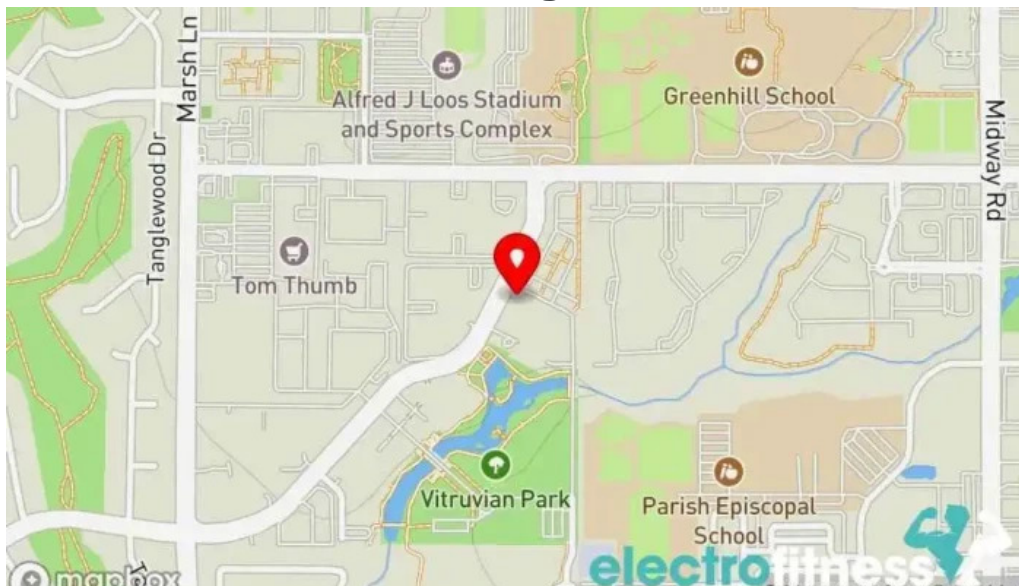 Marsh Ln
Tanglewood Dr
Alfred J Loos Stadium
and Sports Complex
Greenhill School
Midway Rd
Tom Thumb
Vitruvian Park
Parish Episcopal
School
electrofitness
mapbox